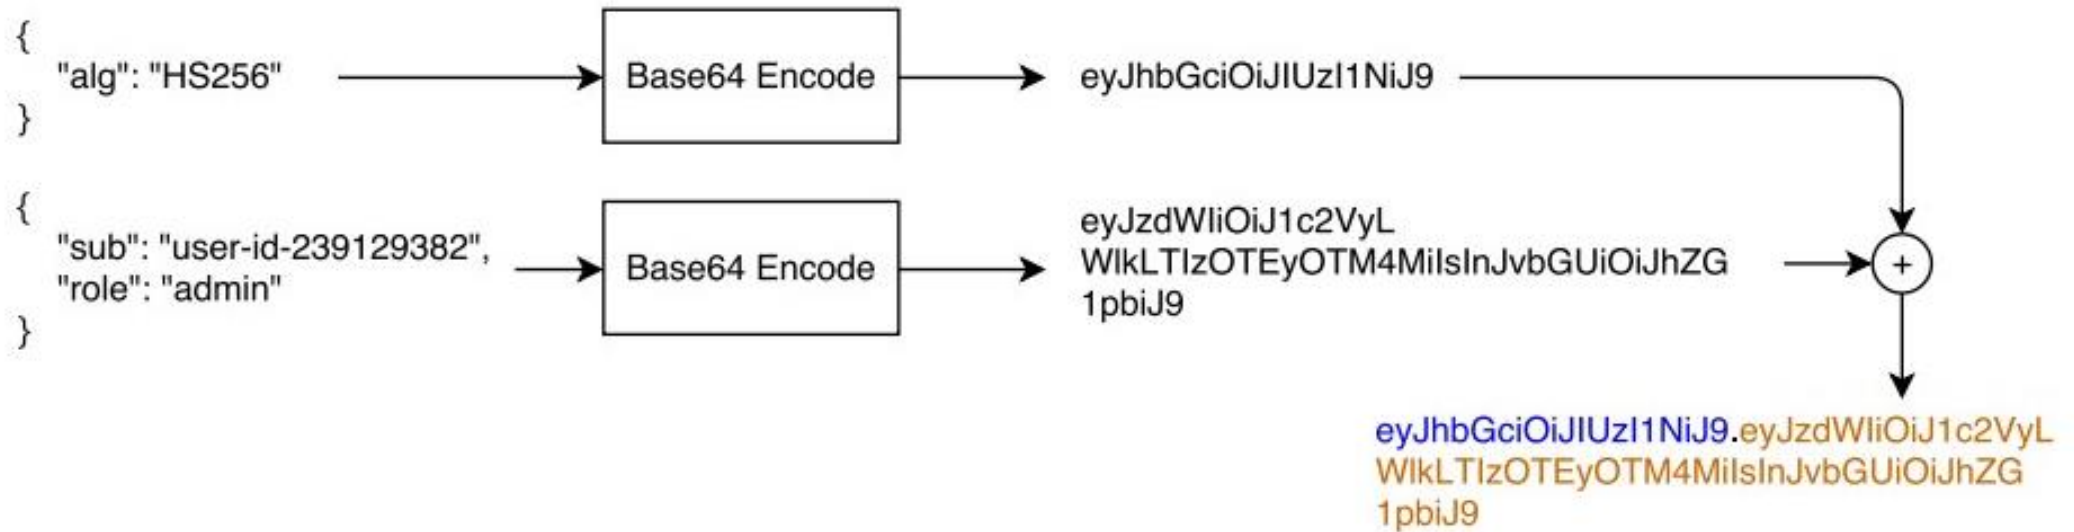 {
"alg": "HS256"
}
Base64 Encode
eyJhbGciOiJIUzI1NiJ9
{
"sub": "user-id-239129382",
"role": "admin"
}
Base64 Encode
eyJzdWIiOiJ1c2VyL
WlkLTIzOTEyOTM4MiIsInJvbGUiOiJhZG
1pbiJ9
+
eyJhbGciOiJIUzI1NiJ9.eyJzdWIiOiJ1c2VyL
WlkLTIzOTEyOTM4MiIsInJvbGUiOiJhZG
1pbiJ9